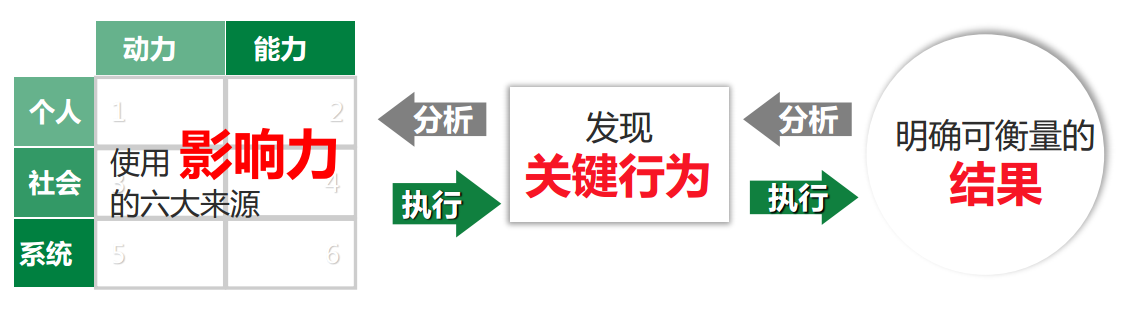 动力 能力
个人 1 2
社会 3 4
系统 5 6
使用 影响力
的六大来源
分析
执行
发现
关键行为
分析
执行
明确可衡量的
结果